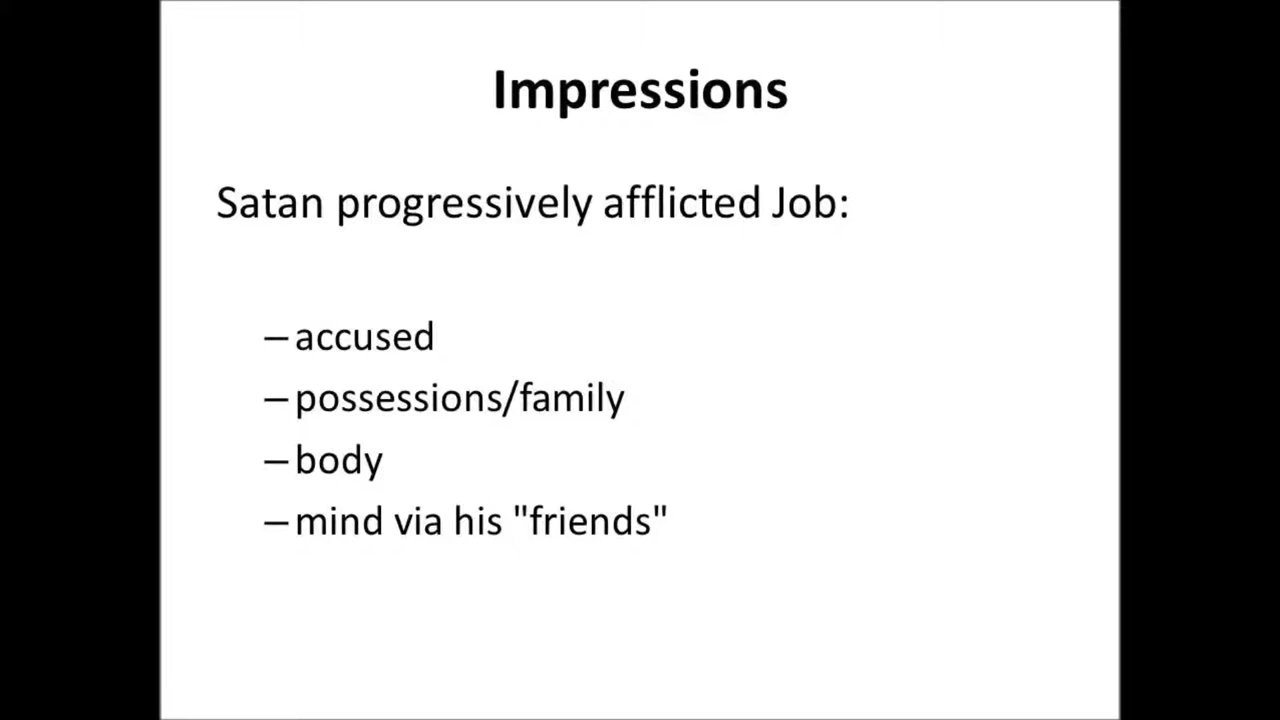 Impressions
Satan progressively afflicted Job:
– accused
– possessions/family
– body
– mind via his "friends"